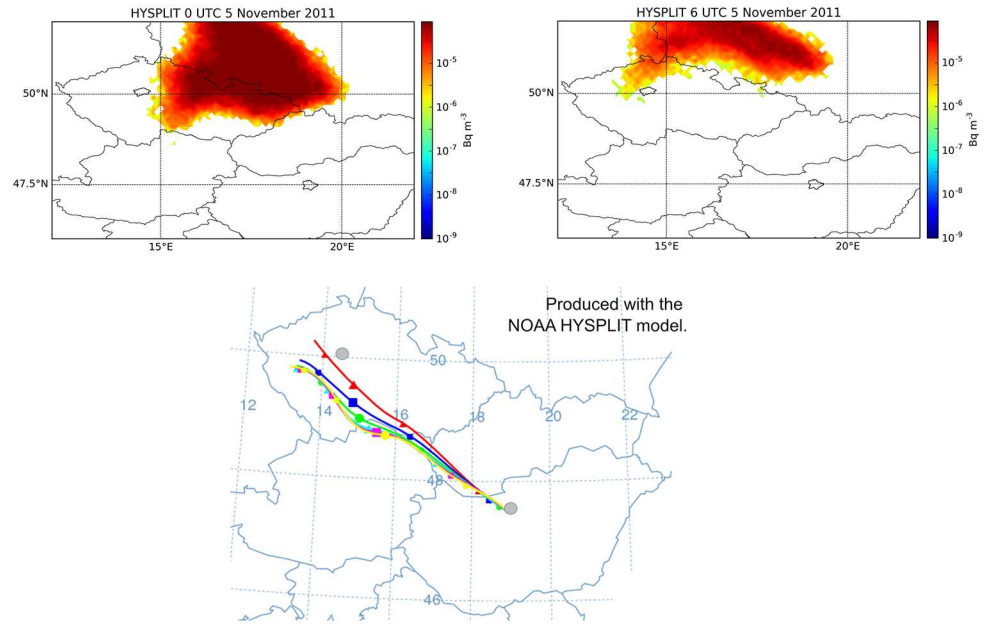 HYSPLIT 0 UTC 5 November 2011
50°N
47.5°N
15°E
20°E
10⁻⁵
10⁻⁶
10⁻⁷
10⁻⁸
10⁻⁹
Bq m⁻³
HYSPLIT 6 UTC 5 November 2011
50°N
47.5°N
15°E
20°E
10⁻⁵
10⁻⁶
10⁻⁷
10⁻⁸
10⁻⁹
Bq m⁻³
Produced with the
NOAA HYSPLIT model.
50
12
14
16
18
20
22
48
46